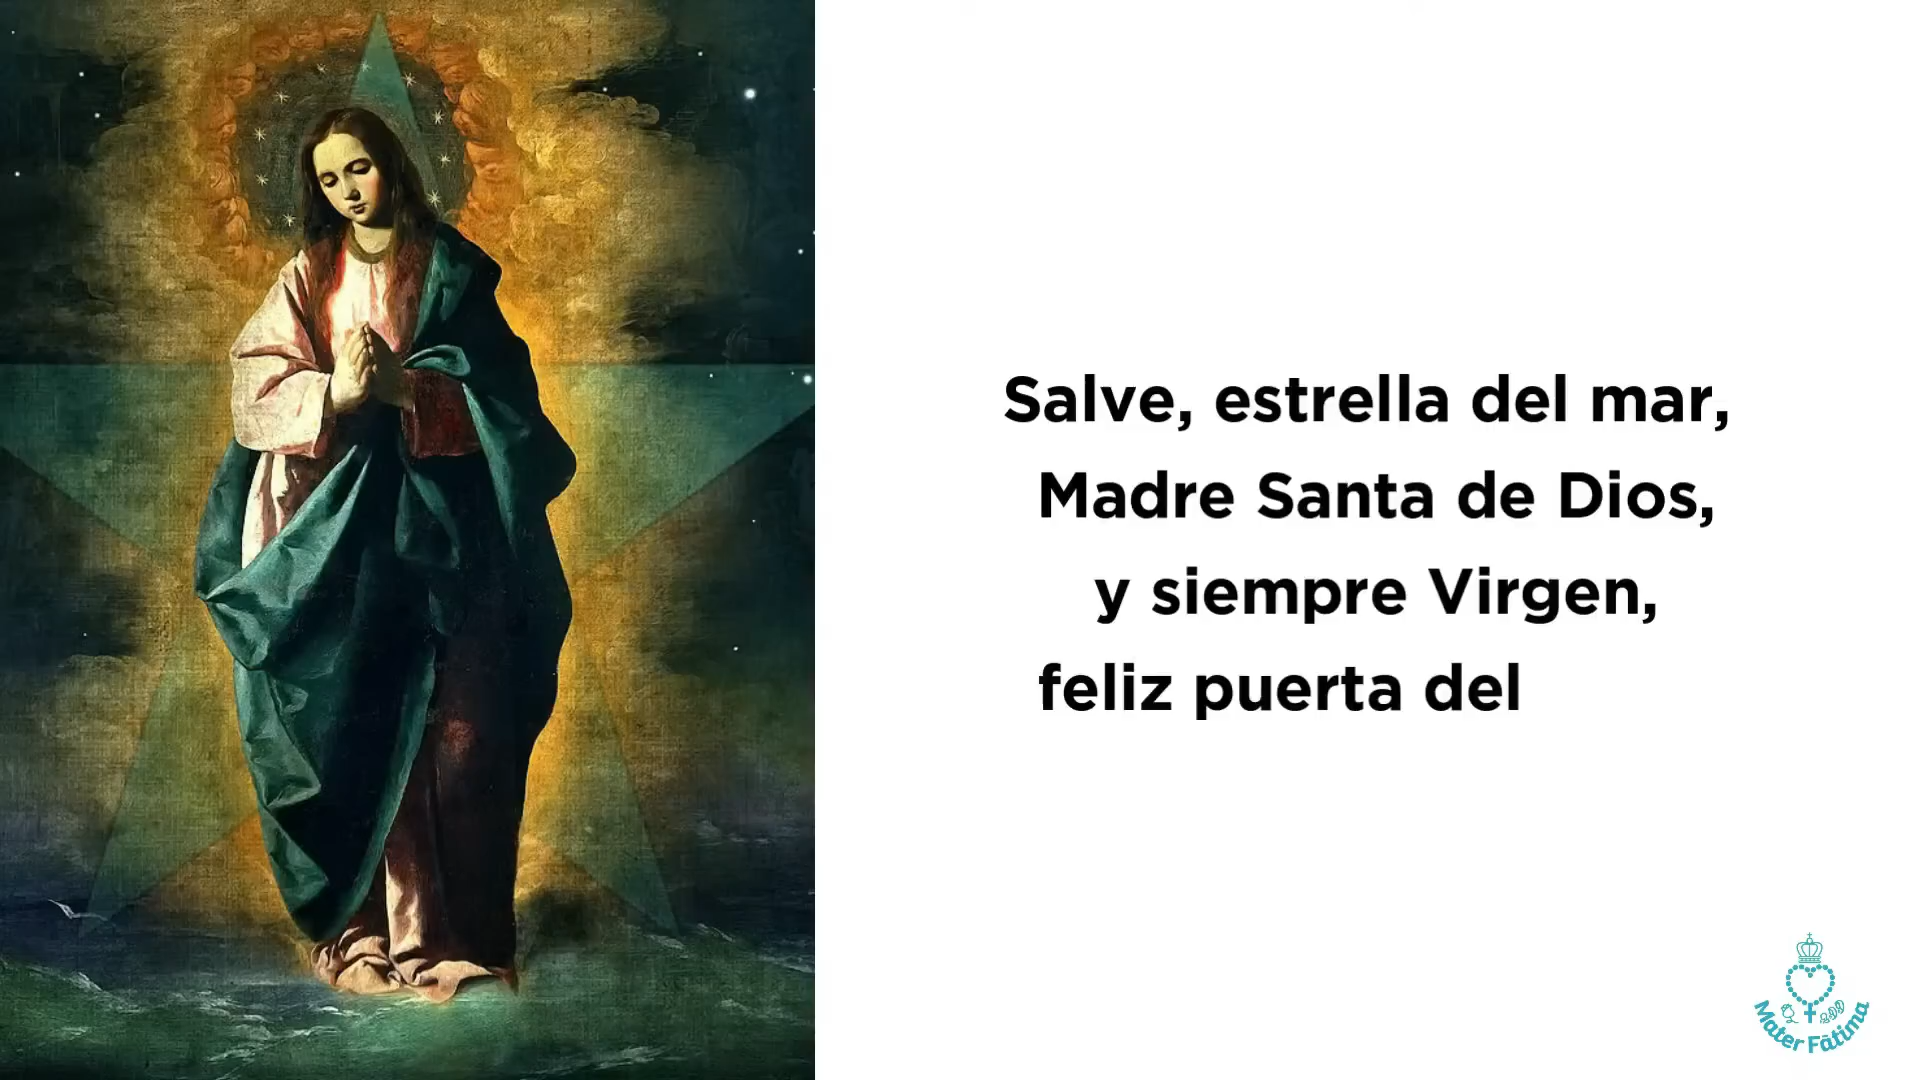 Salve, estrella del mar,
Madre Santa de Dios,
y siempre Virgen,
feliz puerta del
Mater Fátima